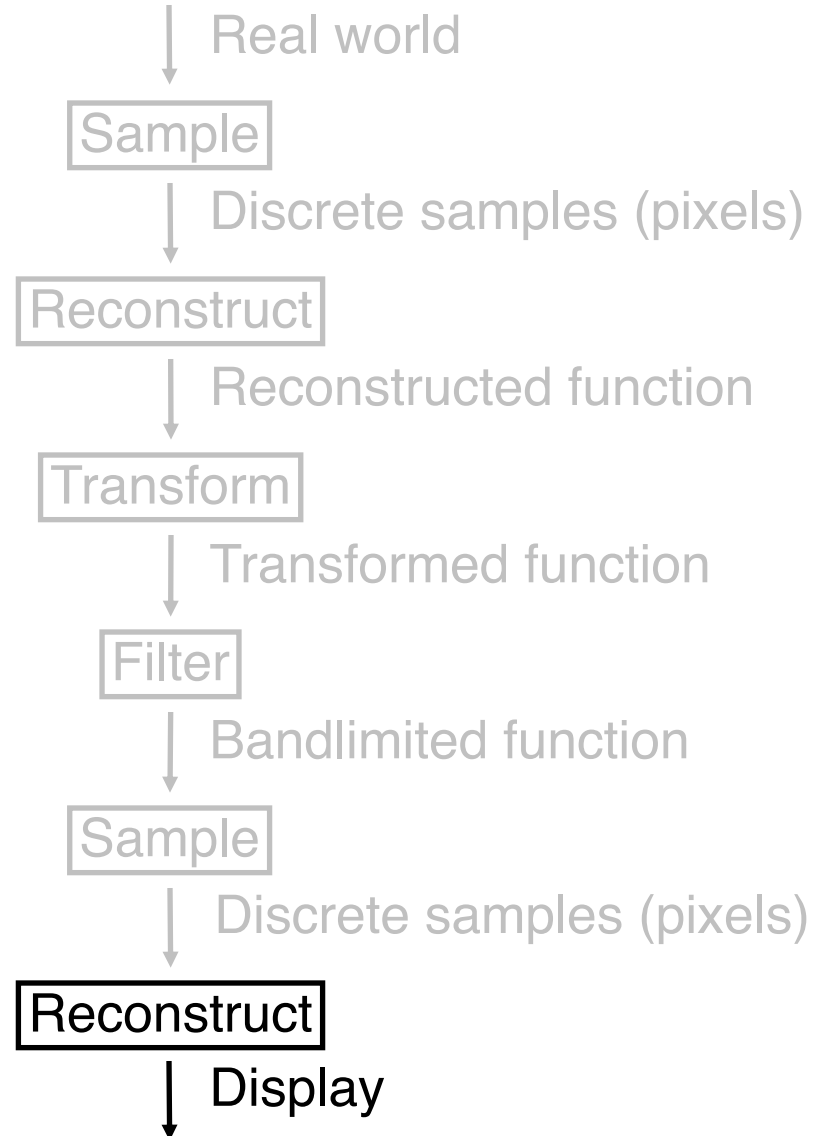 Real world
Sample
Discrete samples (pixels)
Reconstruct
Reconstructed function
Transform
Transformed function
Filter
Bandlimited function
Sample
Discrete samples (pixels)
Reconstruct
Display